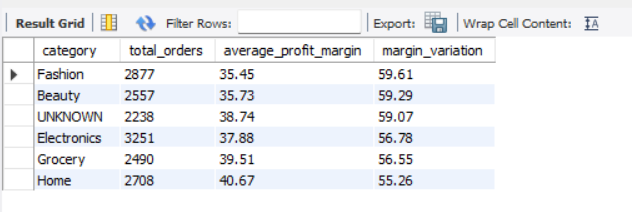 Result Grid Filter Rows: Export: Wrap Cell Content: IA
category total_orders average_profit_margin margin_variation
Fashion 2877 35.45 59.61
Beauty 2557 35.73 59.29
UNKNOWN 2238 38.74 59.07
Electronics 3251 37.88 56.78
Grocery 2490 39.51 56.55
Home 2708 40.67 55.26